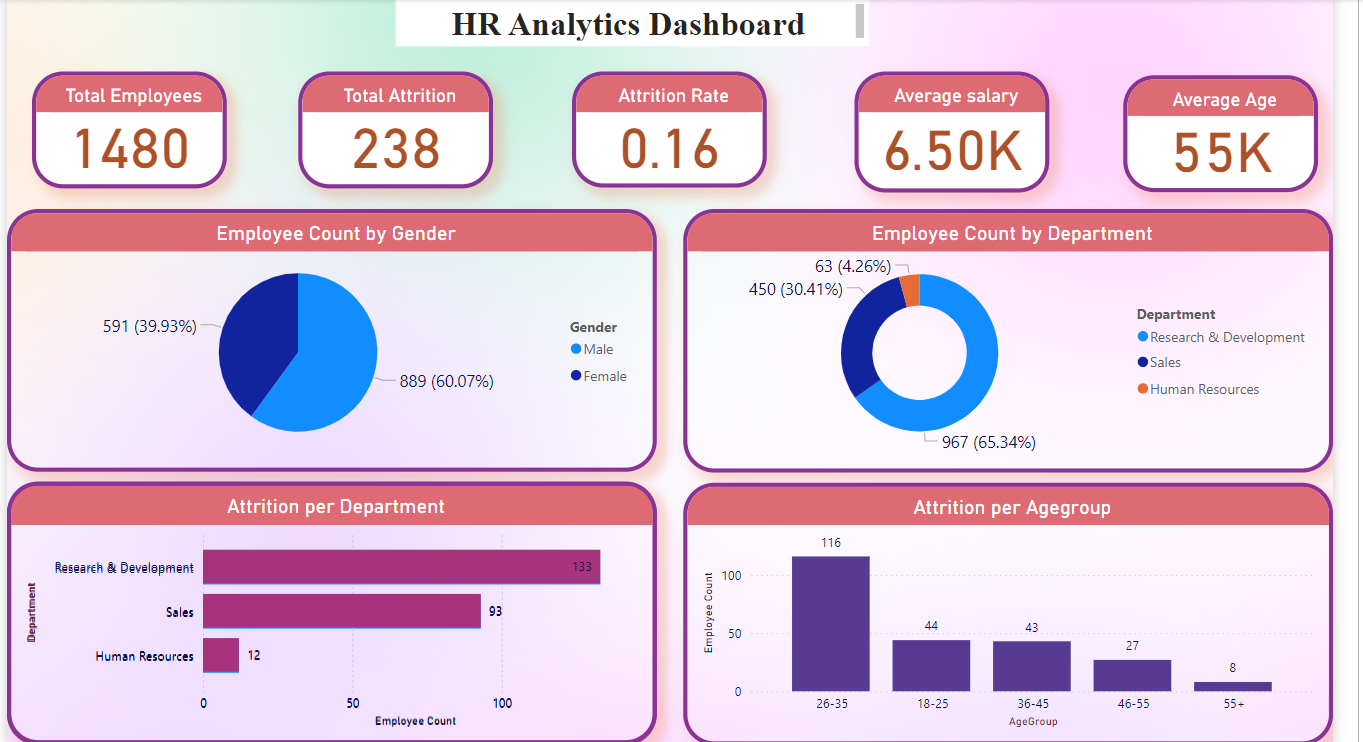 HR Analytics Dashboard
Total Employees
1480
Total Attrition
238
Attrition Rate
0.16
Average salary
6.50K
Average Age
55K
Employee Count by Gender
591 (39.93%)
889 (60.07%)
Gender
Male
Female
Employee Count by Department
63 (4.26%)
450 (30.41%)
967 (65.34%)
Department
Research & Development
Sales
Human Resources
Attrition per Department
Department
Research & Development
133
Sales
93
Human Resources
12
0 50 100
Employee Count
Attrition per Agegroup
Employee Count
100
50
0
116
44
43
27
8
26-35 18-25 36-45 46-55 55+
AgeGroup